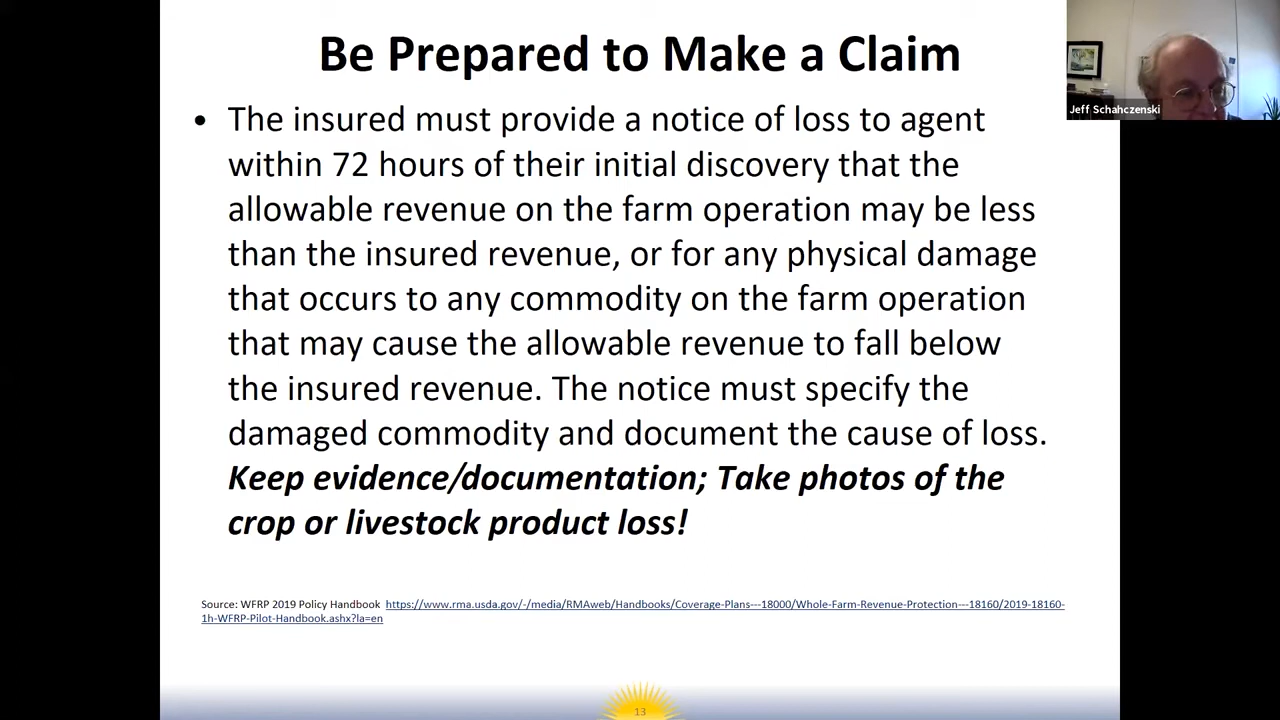 Be Prepared to Make a Claim
Jeff Schahczenski
• The insured must provide a notice of loss to agent
within 72 hours of their initial discovery that the
allowable revenue on the farm operation may be less
than the insured revenue, or for any physical damage
that occurs to any commodity on the farm operation
that may cause the allowable revenue to fall below
the insured revenue. The notice must specify the
damaged commodity and document the cause of loss.
Keep evidence/documentation; Take photos of the
crop or livestock product loss!
Source: WFRP 2019 Policy Handbook https://www.rma.usda.gov/-/media/RMAweb/Handbooks/Coverage-Plans---18000/Whole-Farm-Revenue-Protection---18160/2019-18160-
1h-WFRP-Pilot-Handbook.ashx?la=en
13